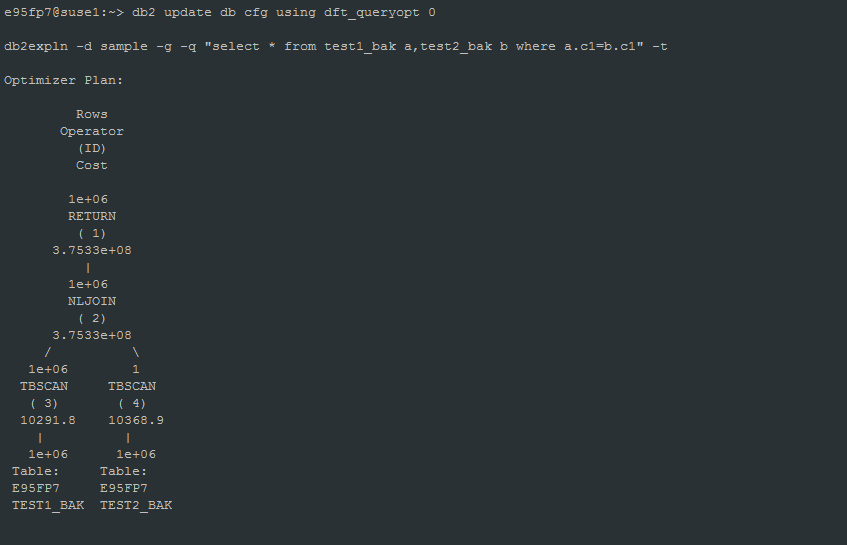 e95fp7@suse1:~> db2 update db cfg using dft_queryopt 0
db2expln -d sample -g -q "select * from test1_bak a,test2_bak b where a.c1=b.c1" -t
Optimizer Plan:
Rows
Operator
(ID)
Cost
1e+06
RETURN
( 1)
3.7533e+08
|
1e+06
NLJOIN
( 2)
3.7533e+08
/ \
1e+06 1
TBSCAN TBSCAN
( 3) ( 4)
10291.8 10368.9
| |
1e+06 1e+06
Table: Table:
E95FP7 E95FP7
TEST1_BAK TEST2_BAK